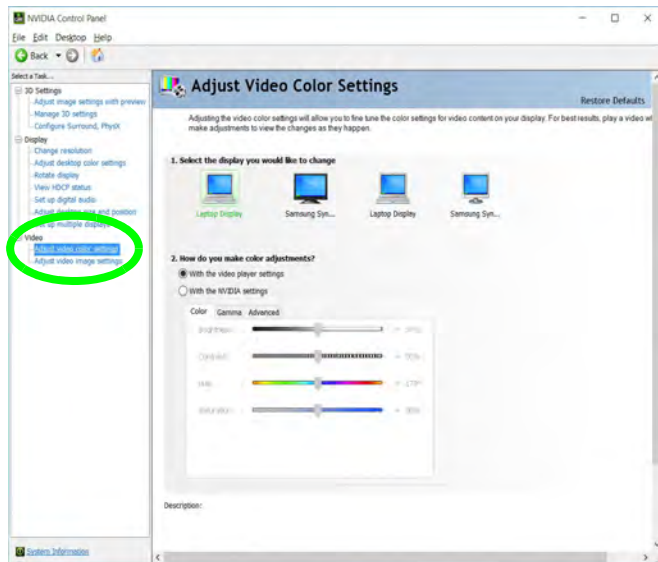 NVIDIA Control Panel
File Edit Desktop Help
Back
Select a Task...
3D Settings
Adjust image settings with preview
Manage 3D settings
Configure Surround, PhysX
Display
Change resolution
Adjust desktop color settings
Rotate display
View HDCP status
Set up digital audio
Adjust desktop size and position
Set up multiple displays
Video
Adjust video color settings
Adjust video image settings
System Information
Adjust Video Color Settings
Restore Defaults
Adjusting the video color settings will allow you to fine tune the color settings for video content on your display. For best results, play a video wh
make adjustments to view the changes as they happen.
1. Select the display you would like to change
Laptop Display Samsung Syn... Laptop Display Samsung Syn...
2. How do you make color adjustments?
With the video player settings
With the NVIDIA settings
Color Gamma Advanced
Brightness:
Contrast:
Hue:
Saturation:
Description: